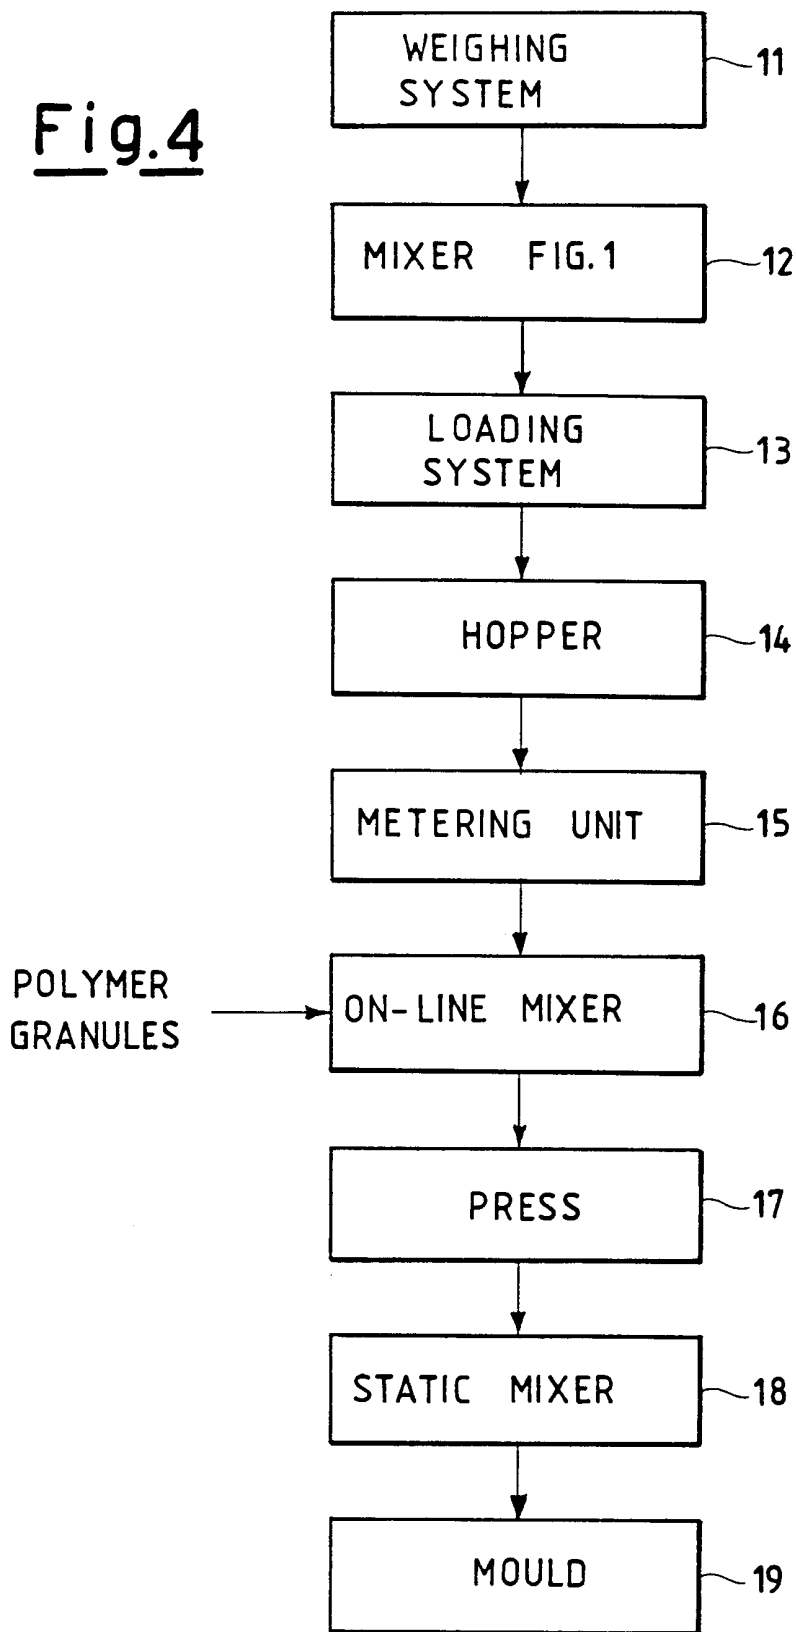 Fig.4
WEIGHING
SYSTEM
11
MIXER FIG.1
12
LOADING
SYSTEM
13
HOPPER
14
METERING UNIT
15
POLYMER
GRANULES
ON-LINE MIXER
16
PRESS
17
STATIC MIXER
18
MOULD
19